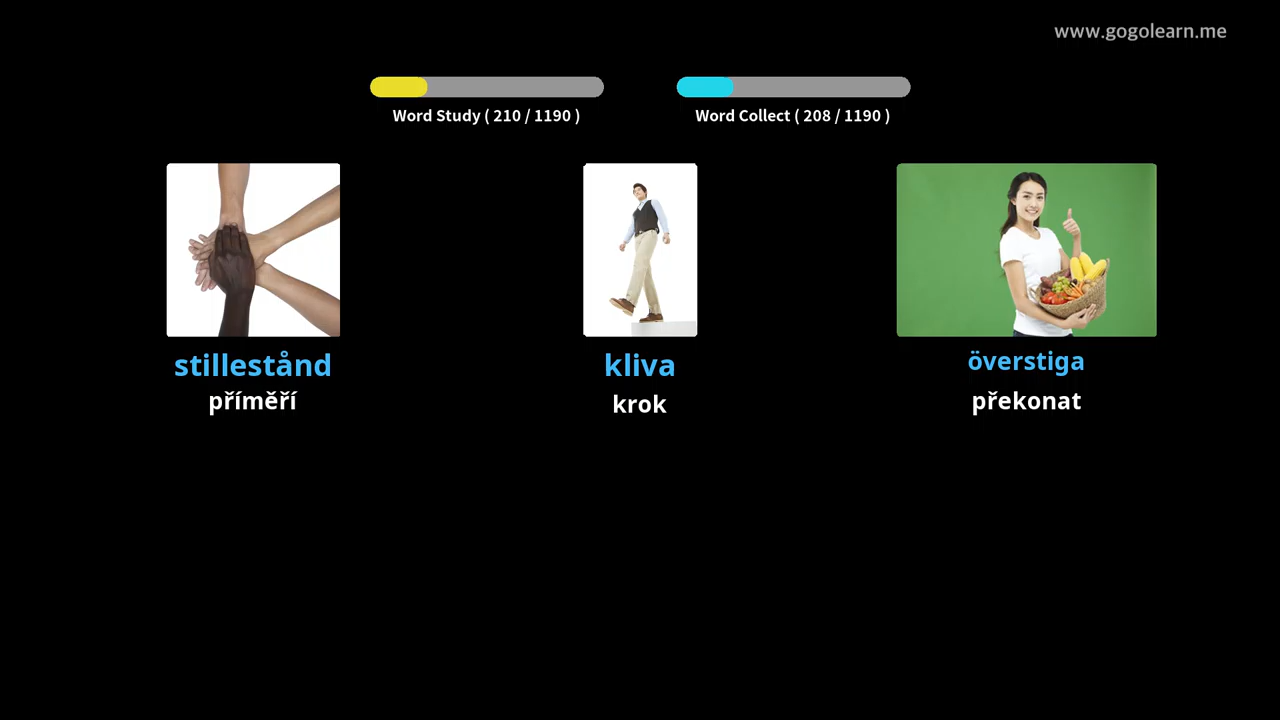 www.gogolearn.me
Word Study ( 210 / 1190 )
Word Collect ( 208 / 1190 )
stillestånd
příměří
kliva
krok
överstiga
překonat